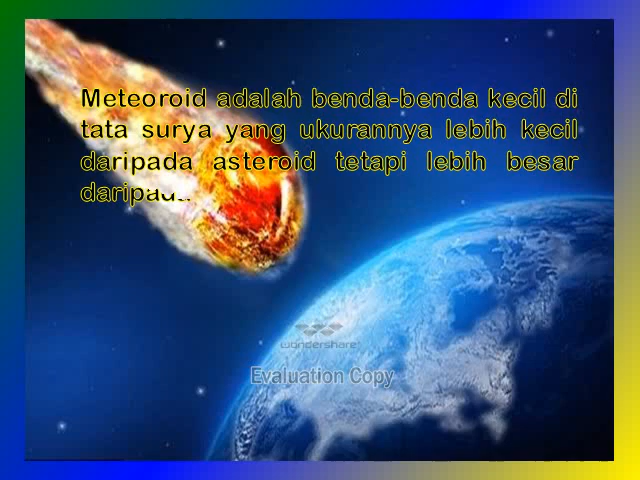 Meteoroid adalah benda-benda kecil di
tata surya yang ukurannya lebih kecil
daripada asteroid tetapi lebih besar
wondershare
Evaluation Copy